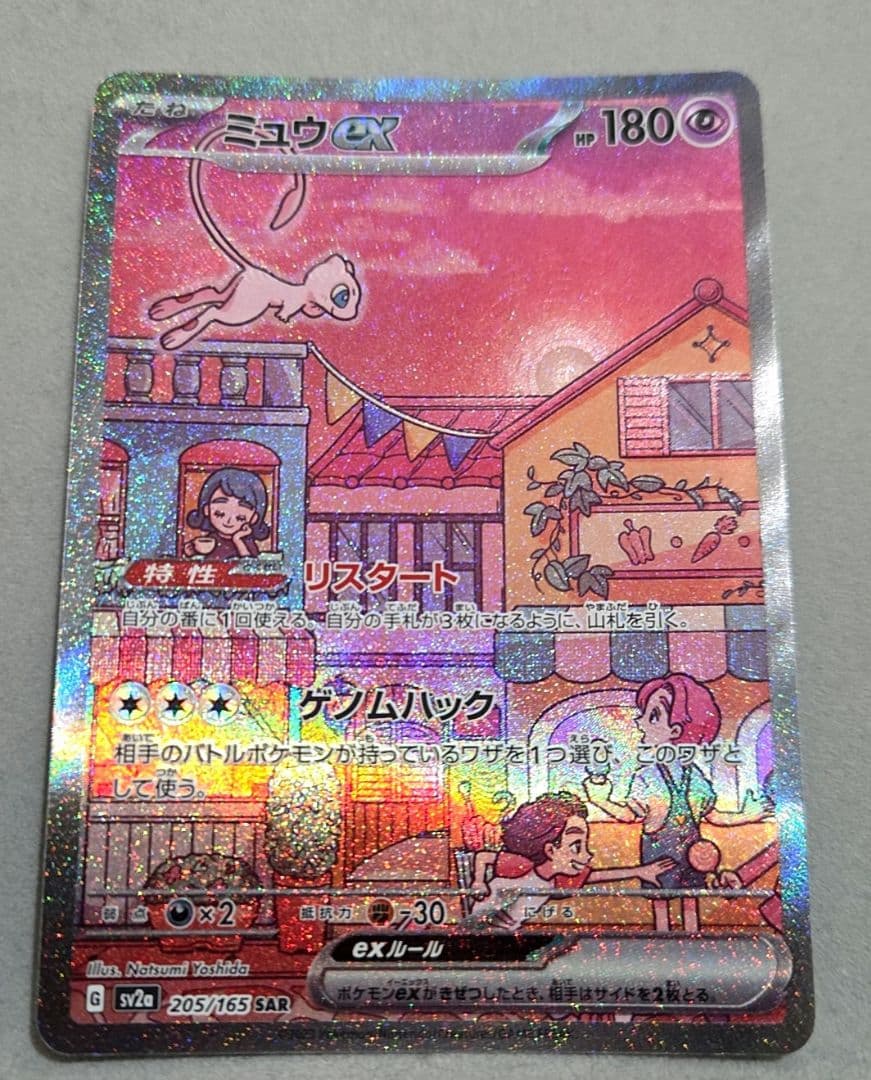 たね
ミュウex
HP 180
特性 リスタート
自分の番に1回使える。自分の手札が3枚になるように、山札を引く。
ゲノムハック
相手のバトルポケモンが持っているワザを1つ選び、このワザと
して使う。
弱点 ×2 抵抗力 -30 にげる
exルール
ポケモンexがきぜつしたとき、相手はサイドを2枚とる。
Illus. Natsumi Yoshida
G sv2a 205/165 SAR